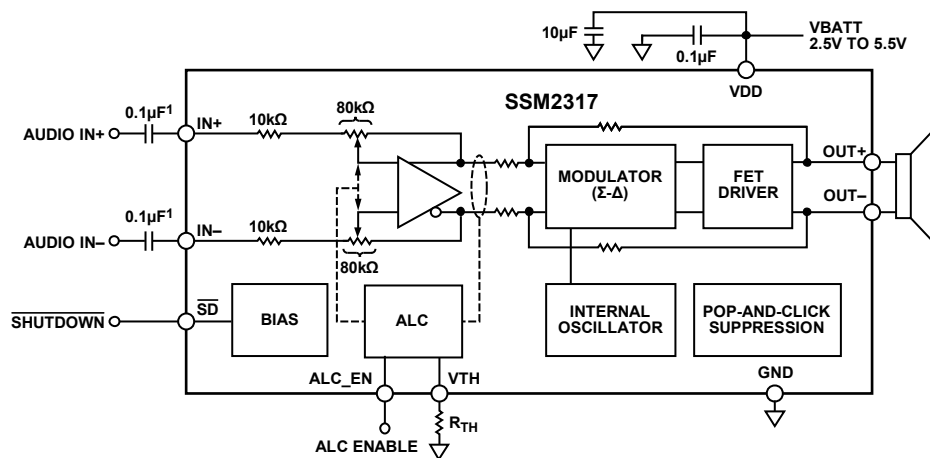 10µF
0.1µF
VBATT
2.5V TO 5.5V
VDD
SSM2317
AUDIO IN+
0.1µF¹
IN+
10kΩ
80kΩ
MODULATOR
(Σ-Δ)
FET
DRIVER
OUT+
OUT–
AUDIO IN–
0.1µF¹
IN–
10kΩ
80kΩ
SHUTDOWN
SD
BIAS
ALC
INTERNAL
OSCILLATOR
POP-AND-CLICK
SUPPRESSION
ALC_EN
VTH
GND
RTH
ALC ENABLE